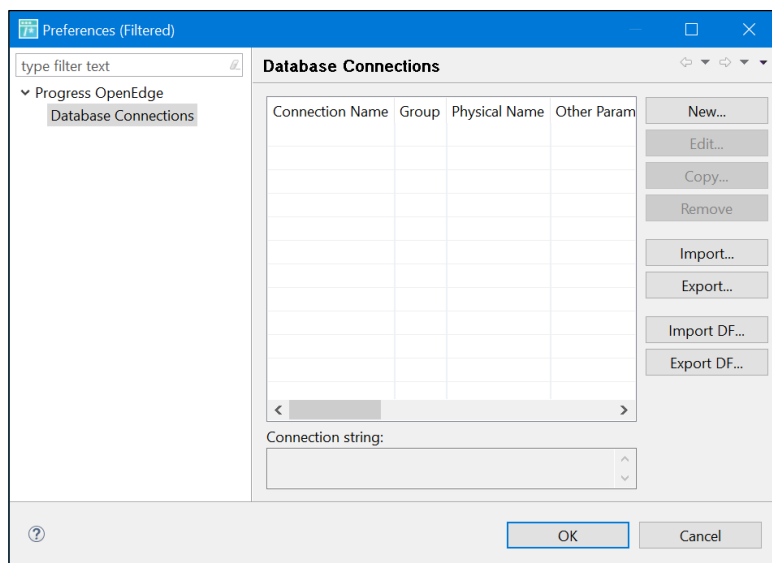 Preferences (Filtered)
type filter text
Progress OpenEdge
Database Connections
Database Connections
Connection Name Group Physical Name Other Param
New...
Edit...
Copy...
Remove
Import...
Export...
Import DF...
Export DF...
Connection string:
OK Cancel